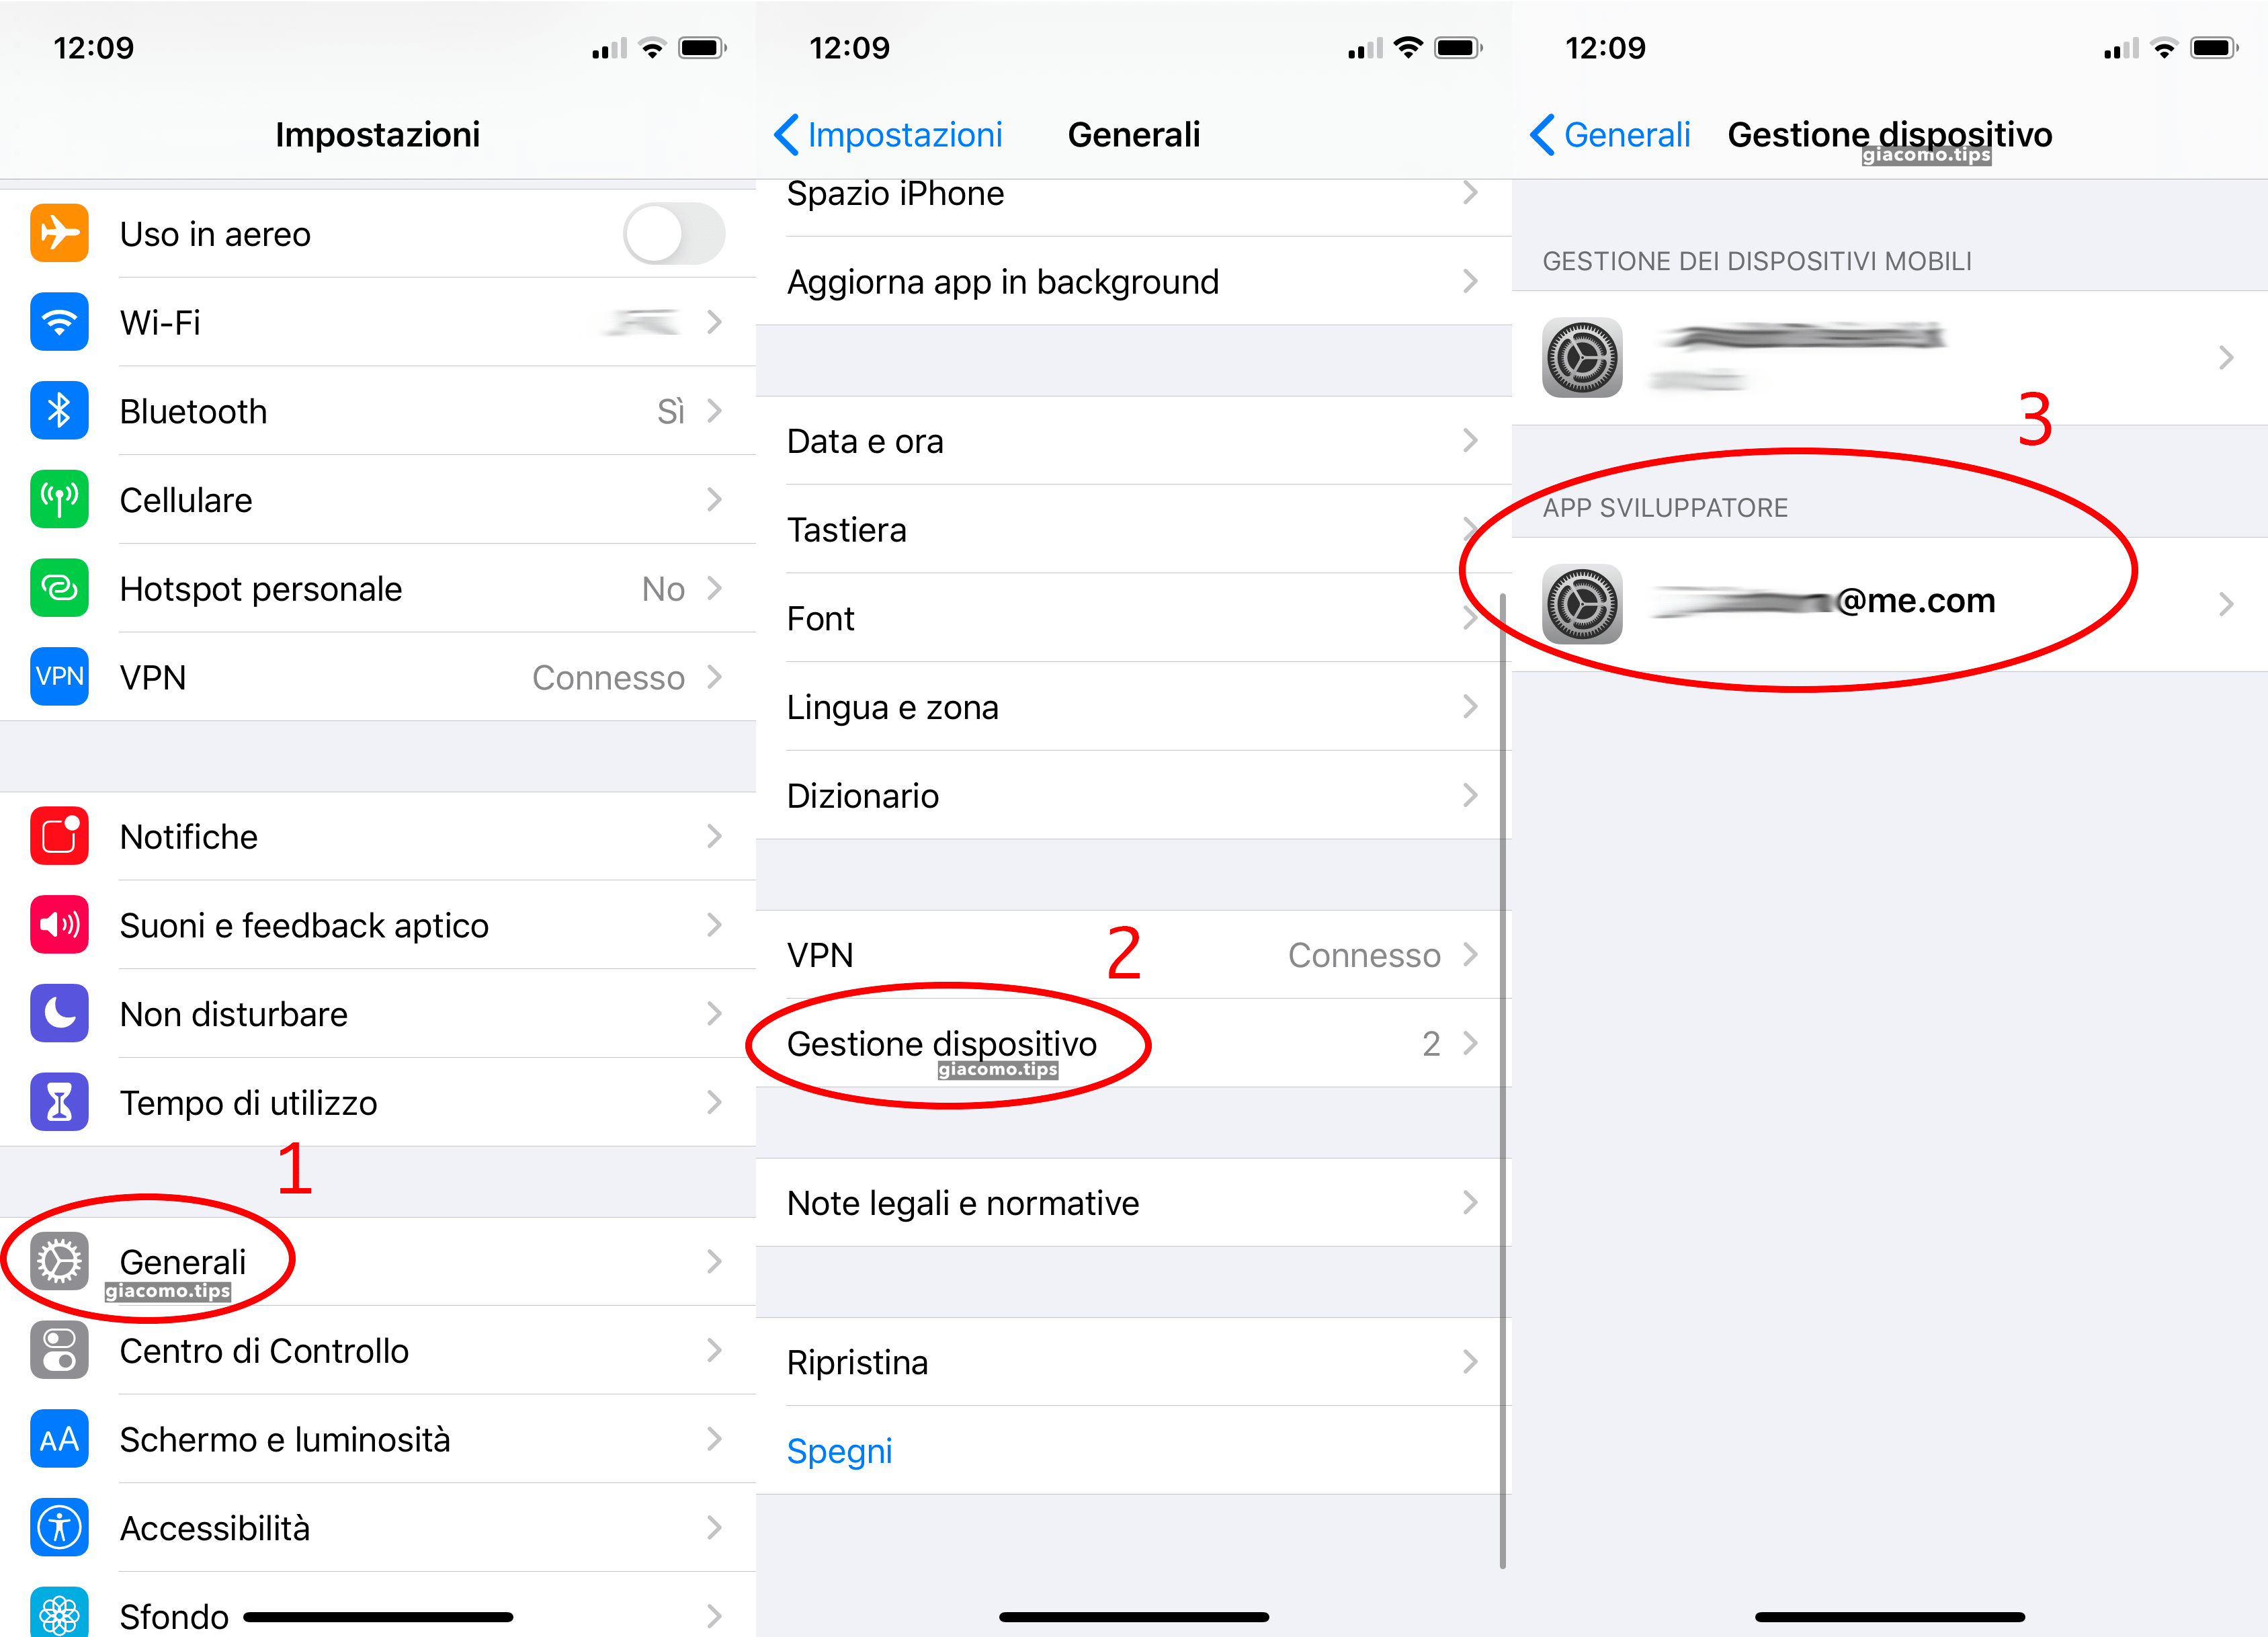 12:09
Impostazioni
Uso in aereo
Wi-Fi
Bluetooth Sì
Cellulare
Hotspot personale No
VPN VPN Connesso
Notifiche
Suoni e feedback aptico
Non disturbare
Tempo di utilizzo
1
Generali
giacomo.tips
Centro di Controllo
AA Schermo e luminosità
Accessibilità
Sfondo
12:09
Impostazioni Generali
Spazio iPhone
Aggiorna app in background
Data e ora
Tastiera
Font
Lingua e zona
Dizionario
VPN Connesso
2
Gestione dispositivo 2
giacomo.tips
Note legali e normative
Ripristina
Spegni
12:09
Generali Gestione dispositivo
giacomo.tips
GESTIONE DEI DISPOSITIVI MOBILI
3
APP SVILUPPATORE
@me.com